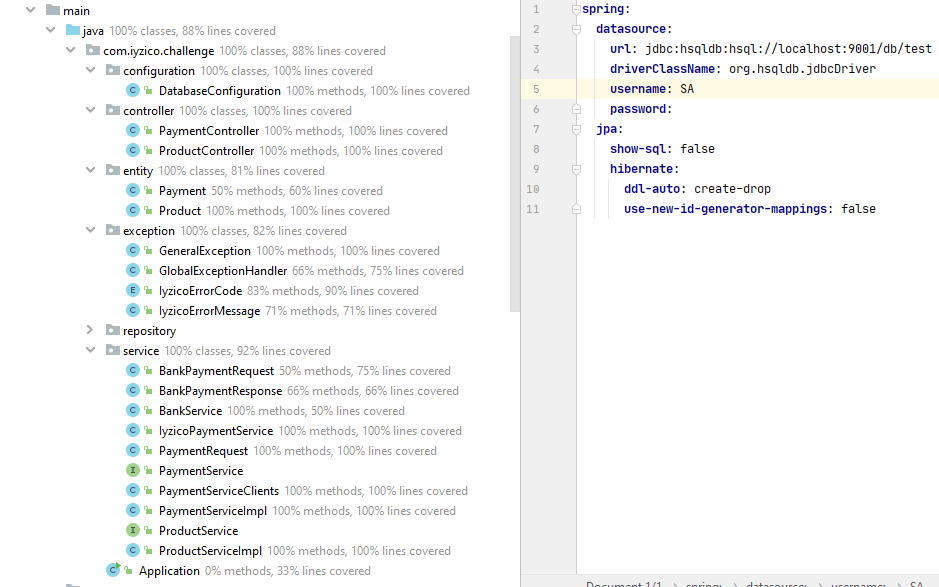 main
java 100% classes, 88% lines covered
com.iyzico.challenge 100% classes, 88% lines covered
configuration 100% classes, 100% lines covered
DatabaseConfiguration 100% methods, 100% lines covered
controller 100% classes, 100% lines covered
PaymentController 100% methods, 100% lines covered
ProductController 100% methods, 100% lines covered
entity 100% classes, 81% lines covered
Payment 50% methods, 60% lines covered
Product 100% methods, 100% lines covered
exception 100% classes, 82% lines covered
GeneralException 100% methods, 100% lines covered
GlobalExceptionHandler 66% methods, 75% lines covered
IyzicoErrorCode 83% methods, 90% lines covered
IyzicoErrorMessage 71% methods, 71% lines covered
repository
service 100% classes, 92% lines covered
BankPaymentRequest 50% methods, 75% lines covered
BankPaymentResponse 66% methods, 66% lines covered
BankService 100% methods, 50% lines covered
IyzicoPaymentService 100% methods, 100% lines covered
PaymentRequest 100% methods, 100% lines covered
PaymentService
PaymentServiceClients 100% methods, 100% lines covered
PaymentServiceImpl 100% methods, 100% lines covered
ProductService
ProductServiceImpl 100% methods, 100% lines covered
Application 0% methods, 33% lines covered
1 spring:
2 datasource:
3 url: jdbc:hsqldb:hsql://localhost:9001/db/test
4 driverClassName: org.hsqldb.jdbcDriver
5 username: SA
6 password:
7 jpa:
8 show-sql: false
9 hibernate:
10 ddl-auto: create-drop
11 use-new-id-generator-mappings: false
Document 1/1 > spring: > datasource: > username: > SA